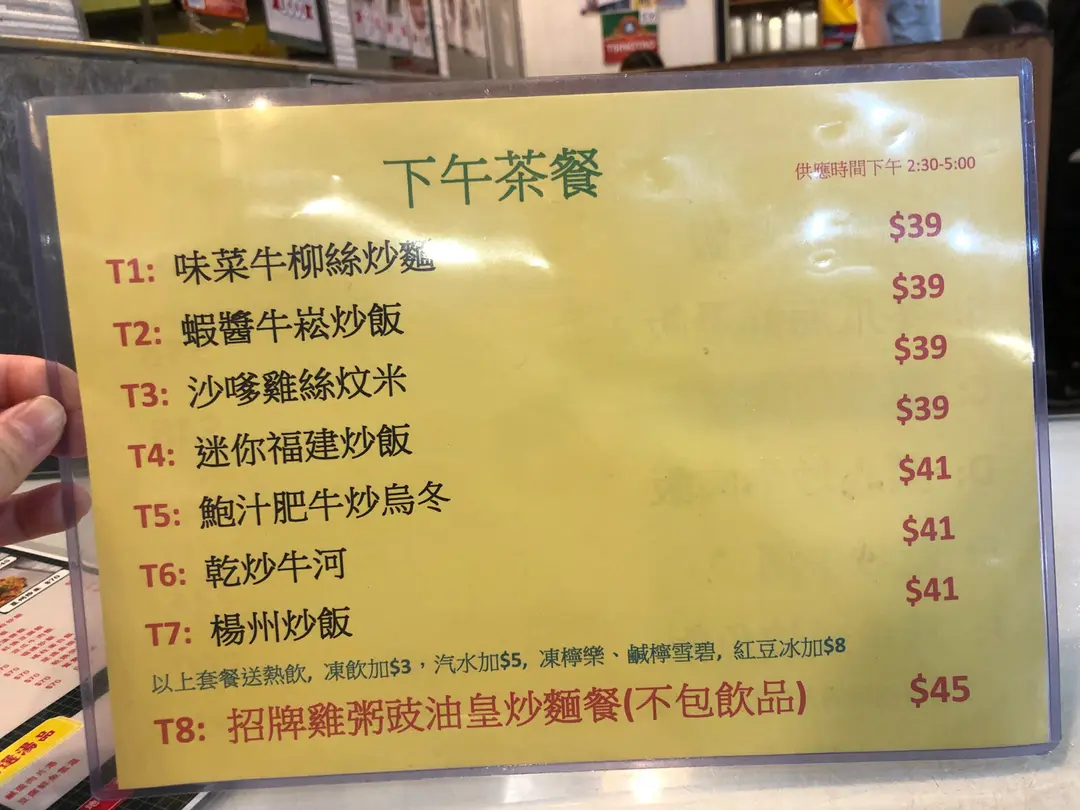 下午茶餐
供應時間下午 2:30-5:00
T1: 味菜牛柳絲炒麵 $39
T2: 蝦醬牛崧炒飯 $39
T3: 沙嗲雞絲炆米 $39
T4: 迷你福建炒飯 $39
T5: 鮑汁肥牛炒烏冬 $41
T6: 乾炒牛河 $41
T7: 楊州炒飯 $41
以上套餐送熱飲, 凍飲加$3，汽水加$5, 凍檸樂、鹹檸雪碧, 紅豆冰加$8
T8: 招牌雞粥豉油皇炒麵餐(不包飲品) $45